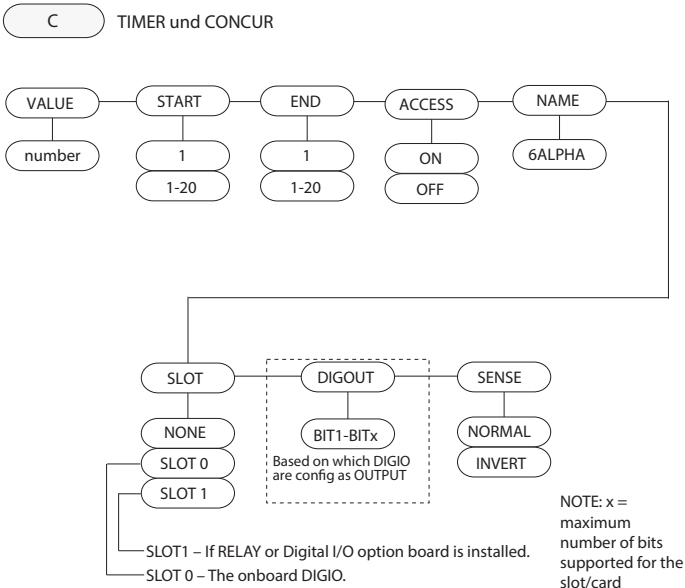 C TIMER und CONCUR
VALUE START END ACCESS NAME
number 1 1 ON 6ALPHA
1-20 1-20 OFF
SLOT DIGOUT SENSE
NONE BIT1-BITx NORMAL
SLOT 0 Based on which DIGIO INVERT
are config as OUTPUT
SLOT 1
SLOT1 – If RELAY or Digital I/O option board is installed.
SLOT 0 – The onboard DIGIO.
NOTE: x =
maximum
number of bits
supported for the
slot/card